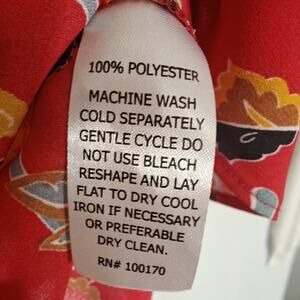 100% POLYESTER
MACHINE WASH
COLD SEPARATELY
GENTLE CYCLE DO
NOT USE BLEACH
RESHAPE AND LAY
FLAT TO DRY COOL
IRON IF NECESSARY
OR PREFERABLE
DRY CLEAN.
RN# 100170